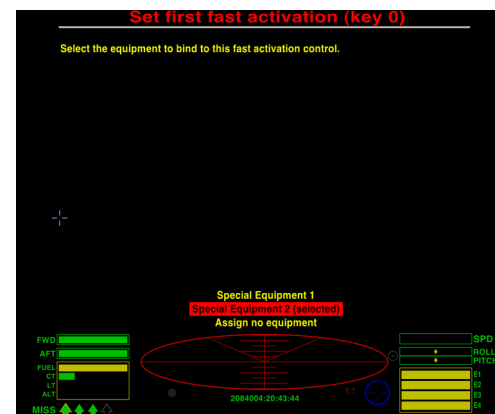 Set first fast activation (key 0)
Select the equipment to bind to this fast activation control.
Special Equipment 1
Special Equipment 2 (selected)
Assign no equipment
FWD
AFT
FUEL
CT
LT
ALT
MISS
2084004:20:43:44
1:1
SPD
ROLL
PITCH
E1
E2
E3
E4